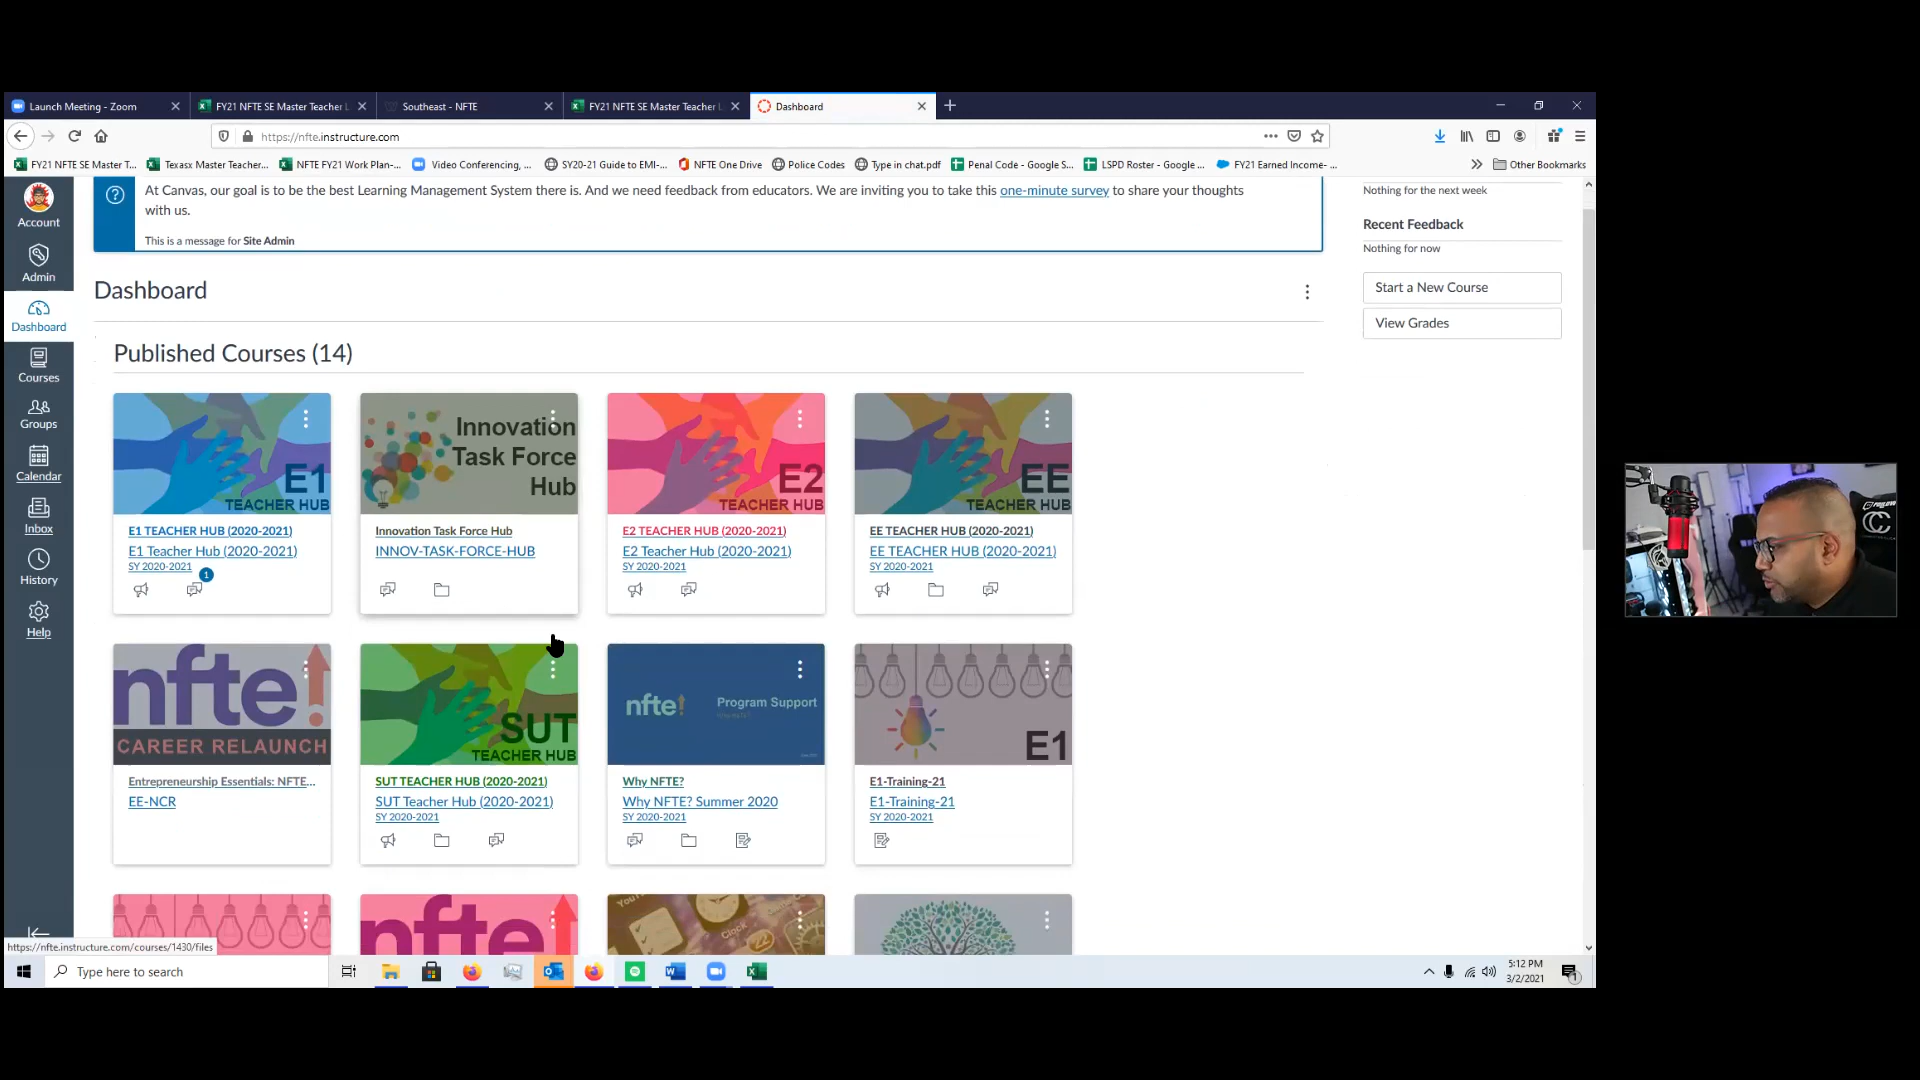 Launch Meeting - Zoom
FY21 NFTE SE Master Teacher L
Southeast - NFTE
FY21 NFTE SE Master Teacher L
Dashboard
https://nfte.instructure.com
FY21 NFTE SE Master T...
Texasx Master Teacher...
NFTE FY21 Work Plan-...
Video Conferencing, ...
SY20-21 Guide to EMI-...
NFTE One Drive
Police Codes
Type in chat.pdf
Penal Code - Google S...
LSPD Roster - Google ...
FY21 Earned Income- ...
Other Bookmarks
Account
Admin
Dashboard
Courses
Groups
Calendar
Inbox
History
Help
At Canvas, our goal is to be the best Learning Management System there is. And we need feedback from educators. We are inviting you to take this one-minute survey to share your thoughts
with us.
This is a message for Site Admin
Nothing for the next week
Recent Feedback
Nothing for now
Start a New Course
View Grades
Dashboard
Published Courses (14)
E1
TEACHER HUB
E1 TEACHER HUB (2020-2021)
E1 Teacher Hub (2020-2021)
SY 2020-2021
1
Innovation
Task Force
Hub
Innovation Task Force Hub
INNOV-TASK-FORCE-HUB
E2
TEACHER HUB
E2 TEACHER HUB (2020-2021)
E2 Teacher Hub (2020-2021)
SY 2020-2021
EE
TEACHER HUB
EE TEACHER HUB (2020-2021)
EE TEACHER HUB (2020-2021)
SY 2020-2021
nfte!
CAREER RELAUNCH
Entrepreneurship Essentials: NFTE...
EE-NCR
SUT
TEACHER HUB
SUT TEACHER HUB (2020-2021)
SUT Teacher Hub (2020-2021)
SY 2020-2021
nfte!
Program Support
Why NFTE?
Why NFTE? Summer 2020
SY 2020-2021
E1
E1-Training-21
E1-Training-21
SY 2020-2021
nfte
Clock
22
https://nfte.instructure.com/courses/1430/files
Type here to search
5:12 PM
3/2/2021
1